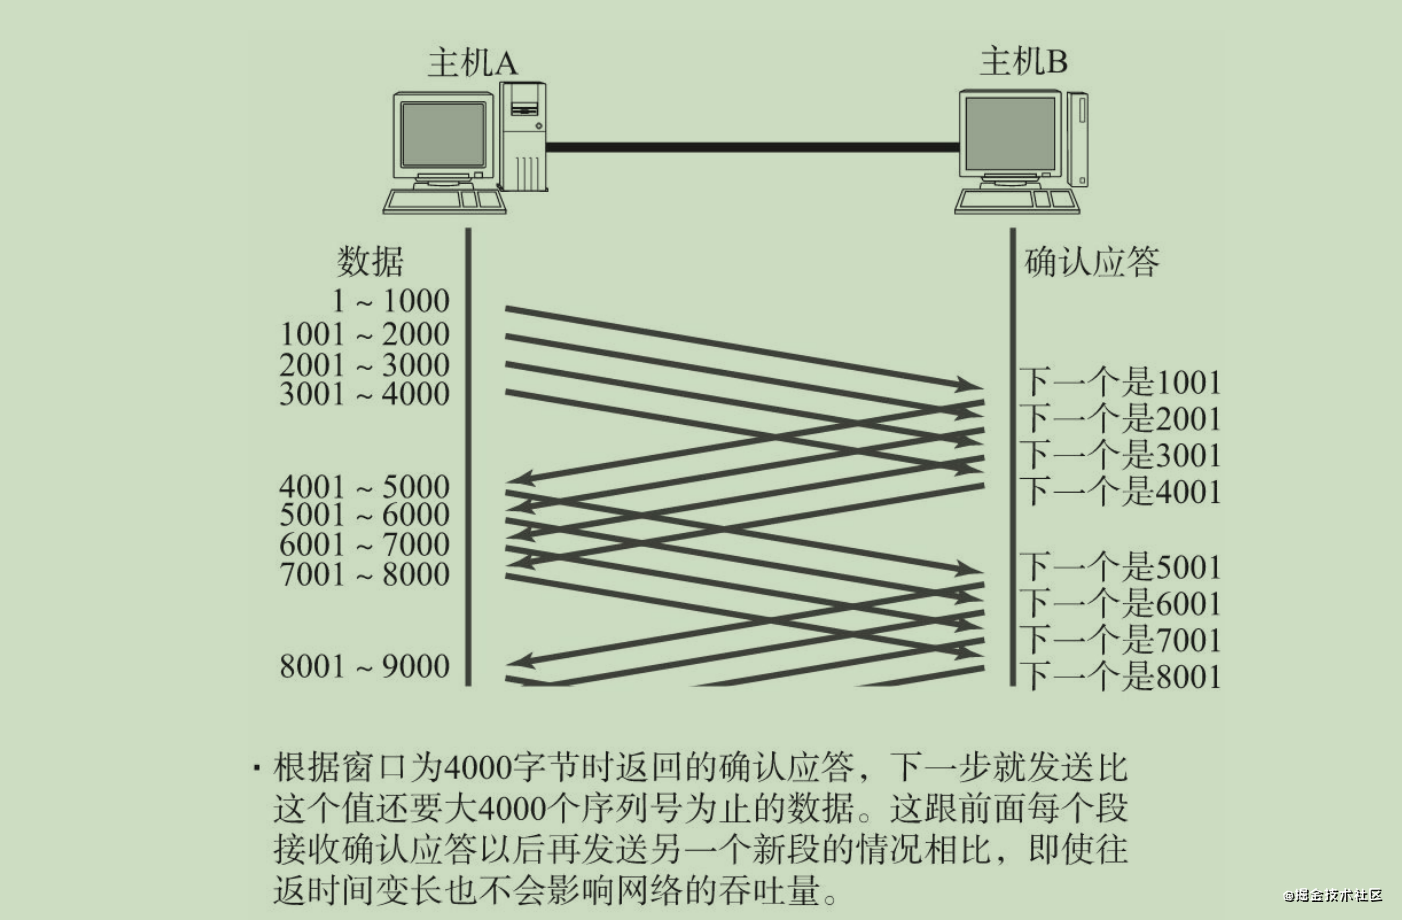 主机A
主机B
数据
确认应答
1 ~ 1000
1001 ~ 2000
2001 ~ 3000
3001 ~ 4000
下一个是1001
下一个是2001
下一个是3001
下一个是4001
4001 ~ 5000
5001 ~ 6000
6001 ~ 7000
7001 ~ 8000
下一个是5001
下一个是6001
下一个是7001
下一个是8001
8001 ~ 9000
· 根据窗口为4000字节时返回的确认应答，下一步就发送比
这个值还要大4000个序列号为止的数据。这跟前面每个段
接收确认应答以后再发送另一个新段的情况相比，即使往
返时间变长也不会影响网络的吞吐量。
@掘金技术社区